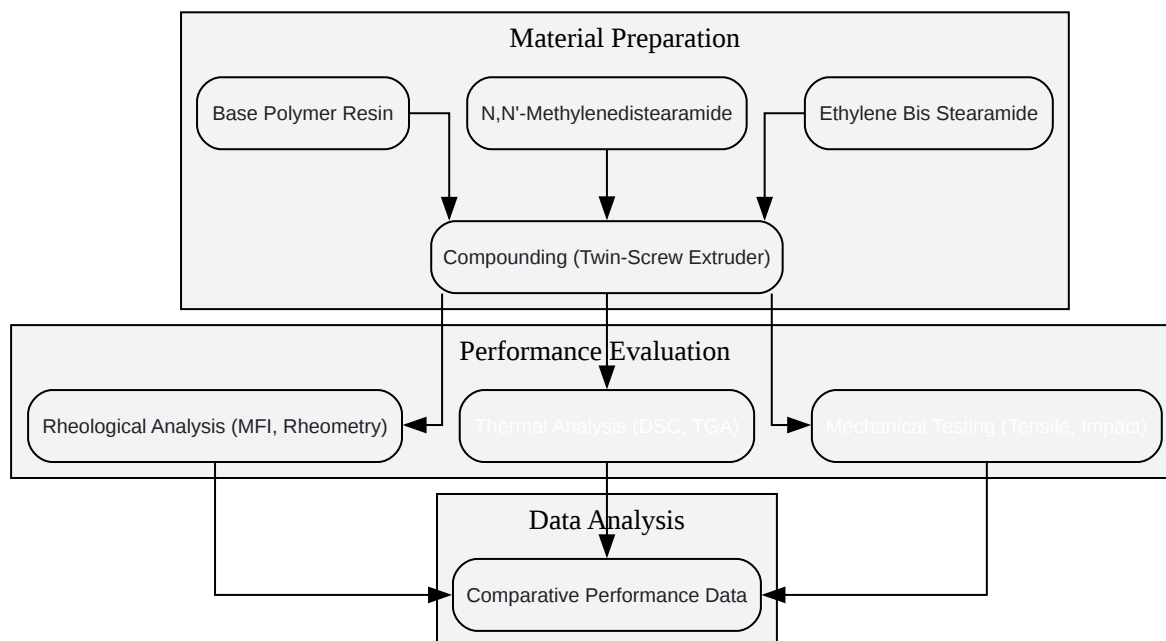 Material Preparation
Base Polymer Resin
N,N'-Methylenedistearamide
Ethylene Bis Stearamide
Compounding (Twin-Screw Extruder)
Performance Evaluation
Rheological Analysis (MFI, Rheometry)
Thermal Analysis (DSC, TGA)
Mechanical Testing (Tensile, Impact)
Data Analysis
Comparative Performance Data